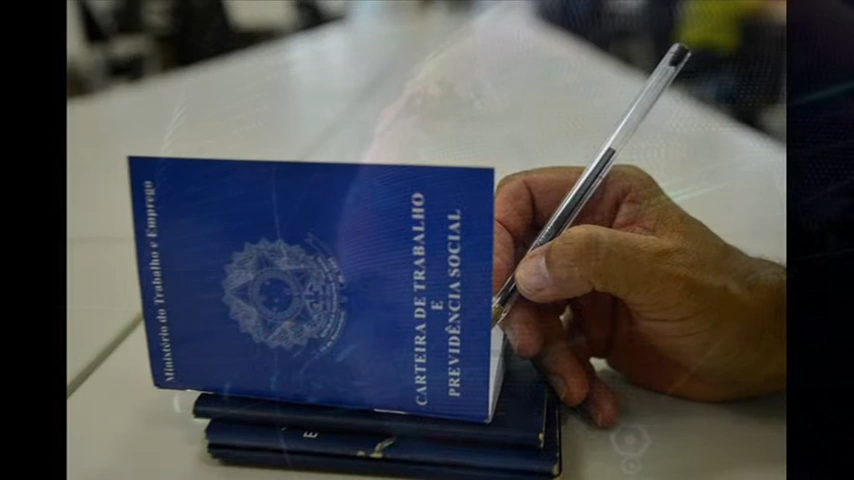 Ministério do Trabalho e Emprego
CARTEIRA DE TRABALHO
E
PREVIDÊNCIA SOCIAL